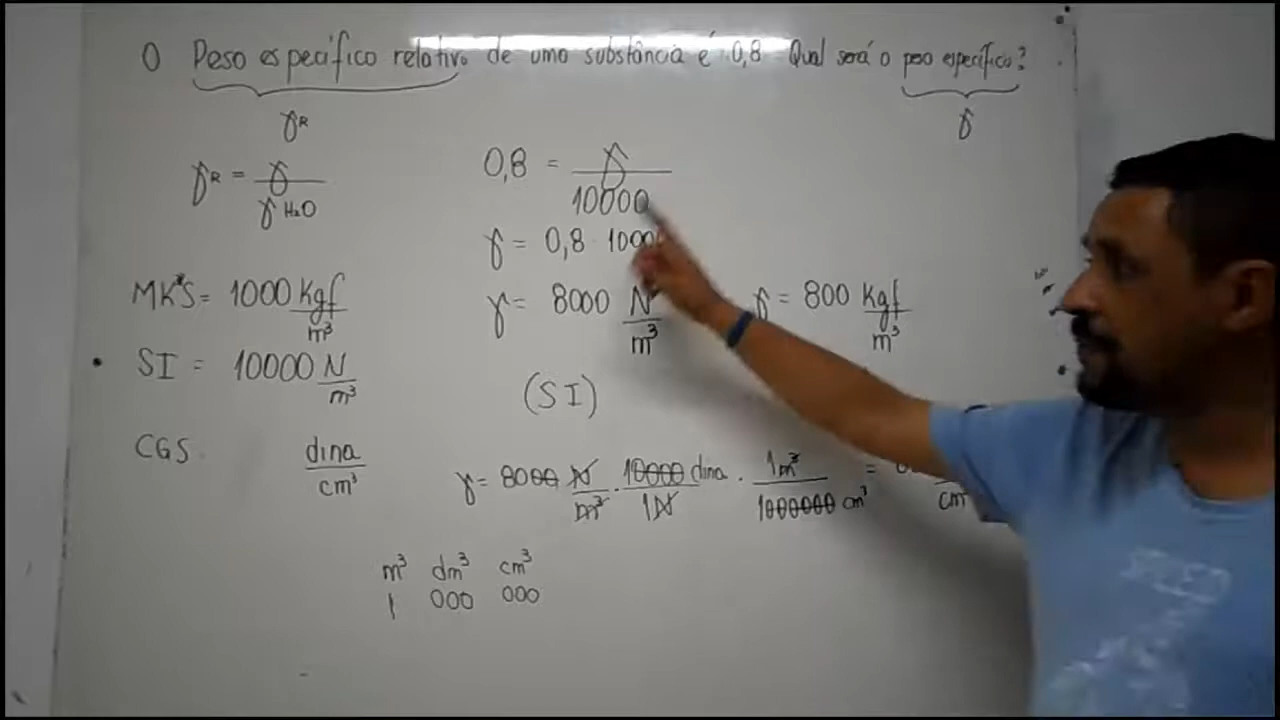 O Peso específico relativo de uma substância é 0,8 Qual será o peso específico?
γR γ
γR = γ / γH₂O
0,8 = γ / 10000
γ = 0,8 · 1000
MK*S = 1000 Kgf / m³
γ = 8000 N / m³
γ = 800 Kgf / m³
SI = 10000 N / m³
(SI)
CGS dina / cm³
γ = 8000 N / m³ · 10000 dina / 1N · 1m³ / 1000000 cm³ = cm
m³ dm³ cm³
1 000 000